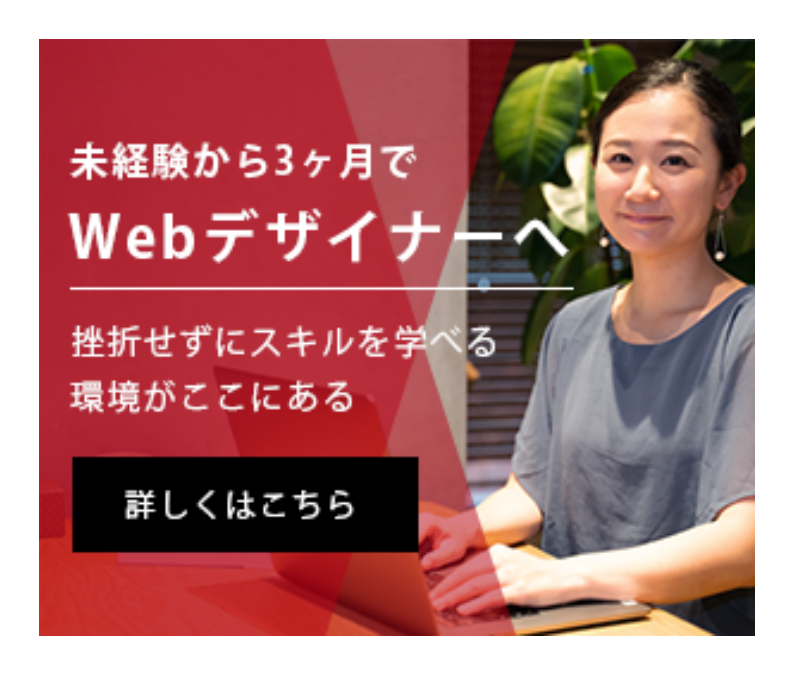 未経験から3ヶ月で
Webデザイナーへ
挫折せずにスキルを学べる
環境がここにある
詳しくはこちら